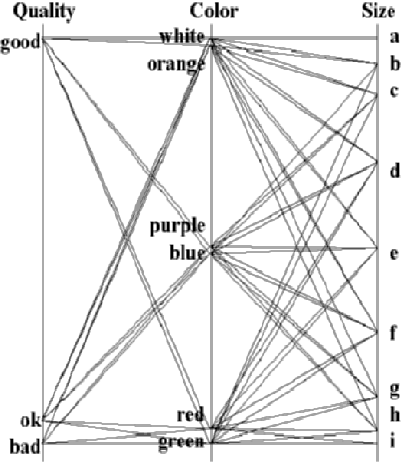 Quality Color Size
good white a
orange b
c
d
purple
blue e
f
g
ok red h
bad green i